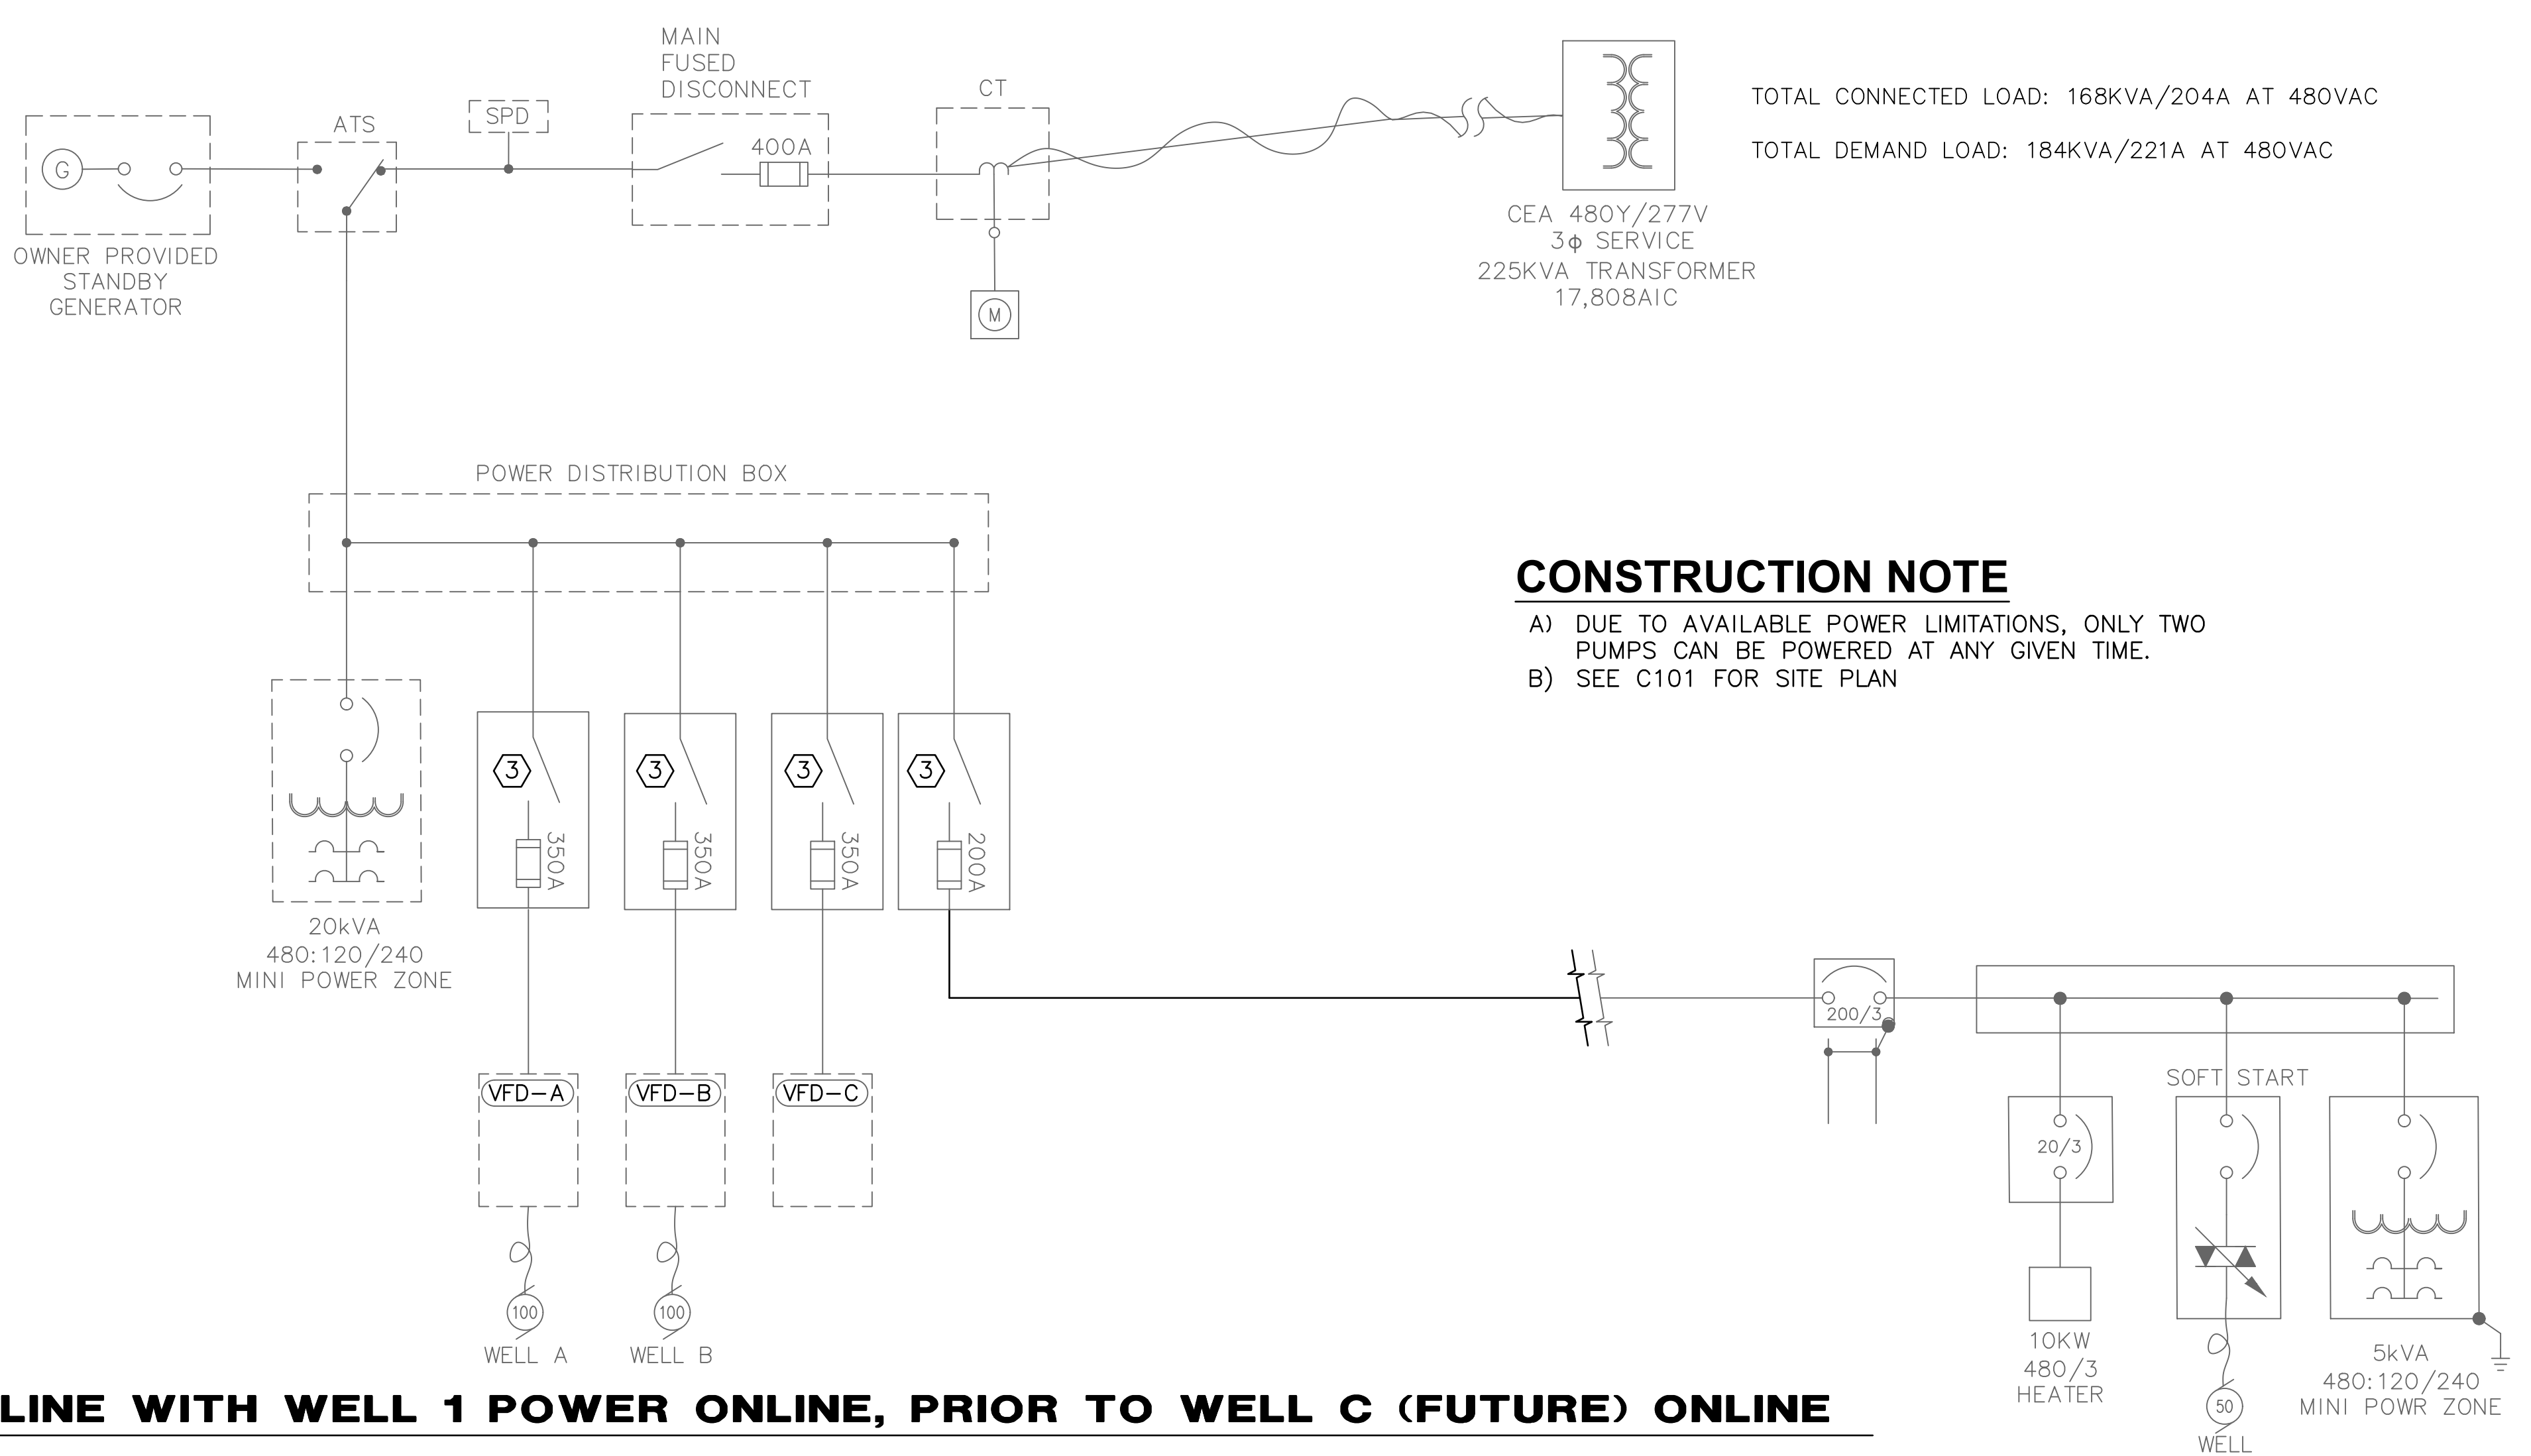 MAIN
FUSED
DISCONNECT
CT
ATS
SPD
400A
G
M
TOTAL CONNECTED LOAD: 168KVA/204A AT 480VAC
TOTAL DEMAND LOAD: 184KVA/221A AT 480VAC
OWNER PROVIDED
STANDBY
GENERATOR
CEA 480Y/277V
3ϕ SERVICE
225KVA TRANSFORMER
17,808AIC
POWER DISTRIBUTION BOX
CONSTRUCTION NOTE
A) DUE TO AVAILABLE POWER LIMITATIONS, ONLY TWO
PUMPS CAN BE POWERED AT ANY GIVEN TIME.
B) SEE C101 FOR SITE PLAN
3
3
3
3
350A
350A
350A
200A
20kVA
480:120/240
MINI POWER ZONE
200/3
VFD-A
VFD-B
VFD-C
SOFT START
20/3
100
100
WELL A
WELL B
10KW
480/3
HEATER
5kVA
480:120/240
MINI POWR ZONE
50
WELL
LINE WITH WELL 1 POWER ONLINE, PRIOR TO WELL C (FUTURE) ONLINE